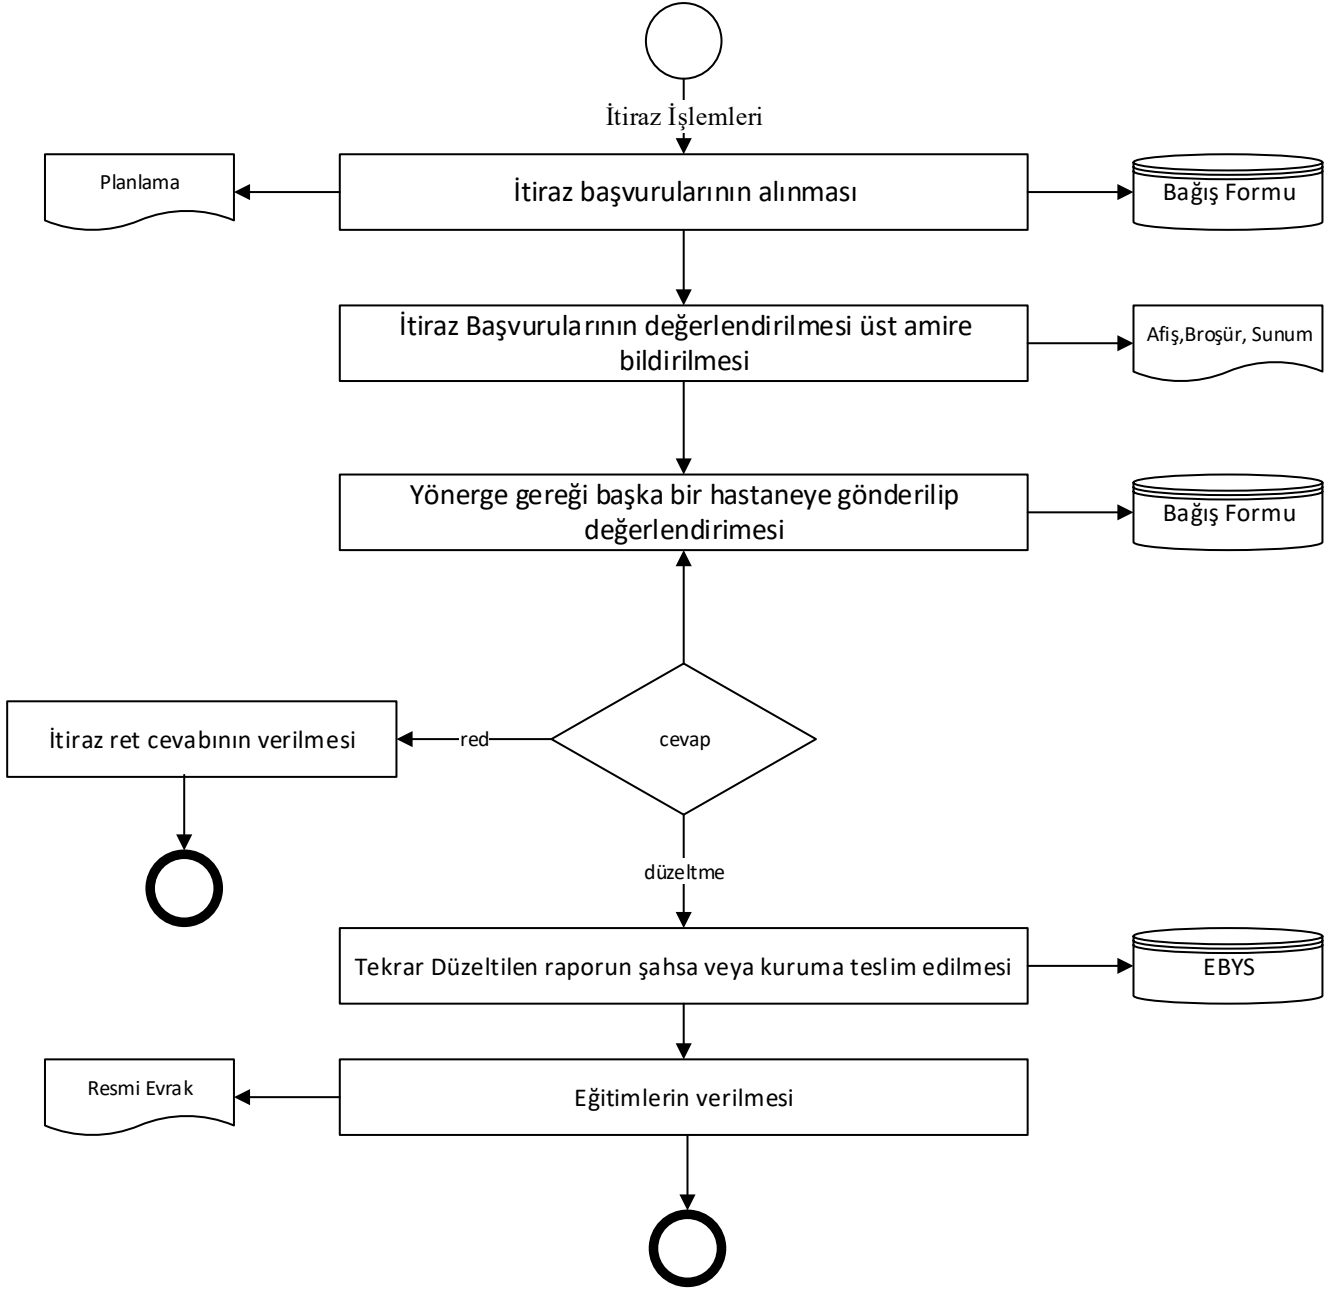 İtiraz İşlemleri
Planlama
İtiraz başvurularının alınması
Bağış Formu
İtiraz Başvurularının değerlendirilmesi üst amire
bildirilmesi
Afiş,Broşür, Sunum
Yönerge gereği başka bir hastaneye gönderilip
değerlendirimesi
Bağış Formu
İtiraz ret cevabının verilmesi
red
cevap
düzeltme
Tekrar Düzeltilen raporun şahsa veya kuruma teslim edilmesi
EBYS
Resmi Evrak
Eğitimlerin verilmesi